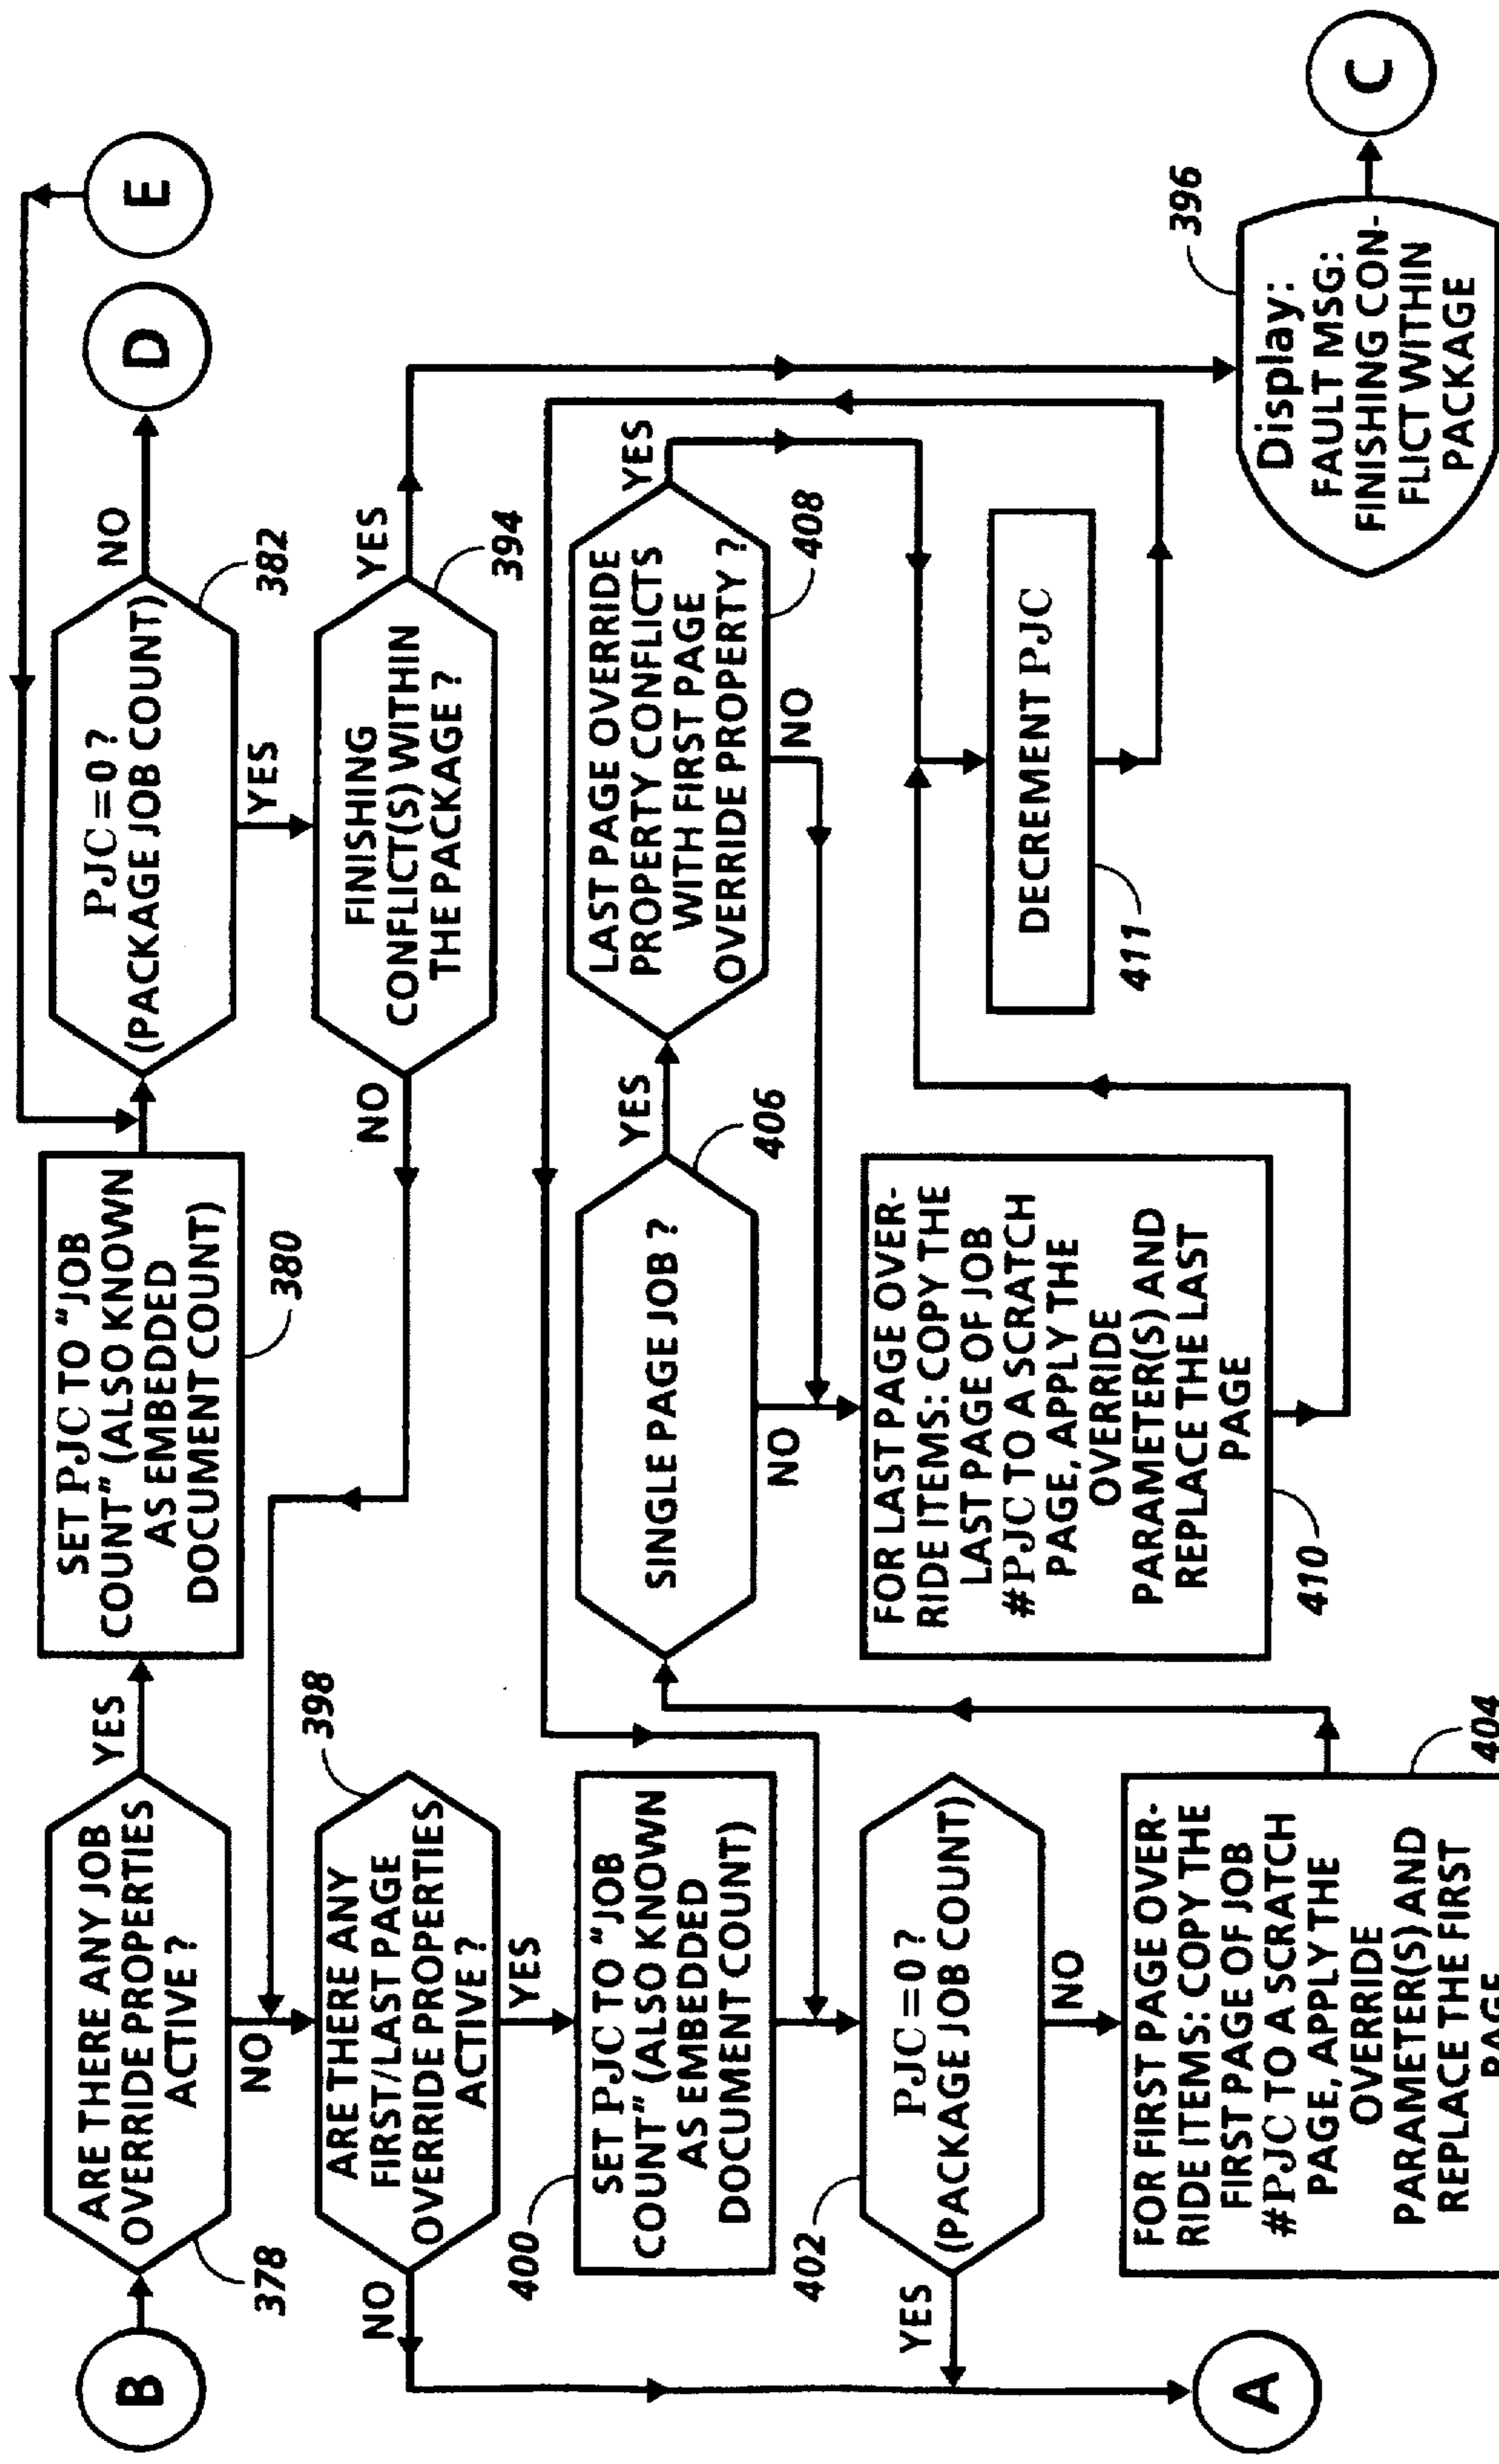 B
ARE THERE ANY JOB
OVERRIDE PROPERTIES
ACTIVE ?
378
YES
NO
SET PJC TO "JOB
COUNT" (ALSO KNOWN
AS EMBEDDED
DOCUMENT COUNT)
380
PJC = 0 ?
(PACKAGE JOB COUNT)
382
NO
YES
D
E
ARE THERE ANY
FIRST/LAST PAGE
OVERRIDE PROPERTIES
ACTIVE ?
398
NO
YES
FINISHING
CONFLICT(S) WITHIN
THE PACKAGE ?
394
NO
YES
SET PJC TO "JOB
COUNT" (ALSO KNOWN
AS EMBEDDED
DOCUMENT COUNT)
400
SINGLE PAGE JOB ?
406
YES
NO
LAST PAGE OVERRIDE
PROPERTY CONFLICTS
WITH FIRST PAGE
OVERRIDE PROPERTY ?
408
YES
NO
PJC = 0 ?
(PACKAGE JOB COUNT)
402
YES
NO
FOR LAST PAGE OVER-
RIDE ITEMS: COPY THE
LAST PAGE OF JOB
#PJC TO A SCRATCH
PAGE, APPLY THE
OVERRIDE
PARAMETER(S) AND
REPLACE THE LAST
PAGE
410
DECREMENT PJC
411
A
FOR FIRST PAGE OVER-
RIDE ITEMS: COPY THE
FIRST PAGE OF JOB
#PJC TO A SCRATCH
PAGE, APPLY THE
OVERRIDE
PARAMETER(S) AND
REPLACE THE FIRST
PAGE
404
Display:
FAULT MSG:
FINISHING CON-
FLICT WITHIN
PACKAGE
396
C